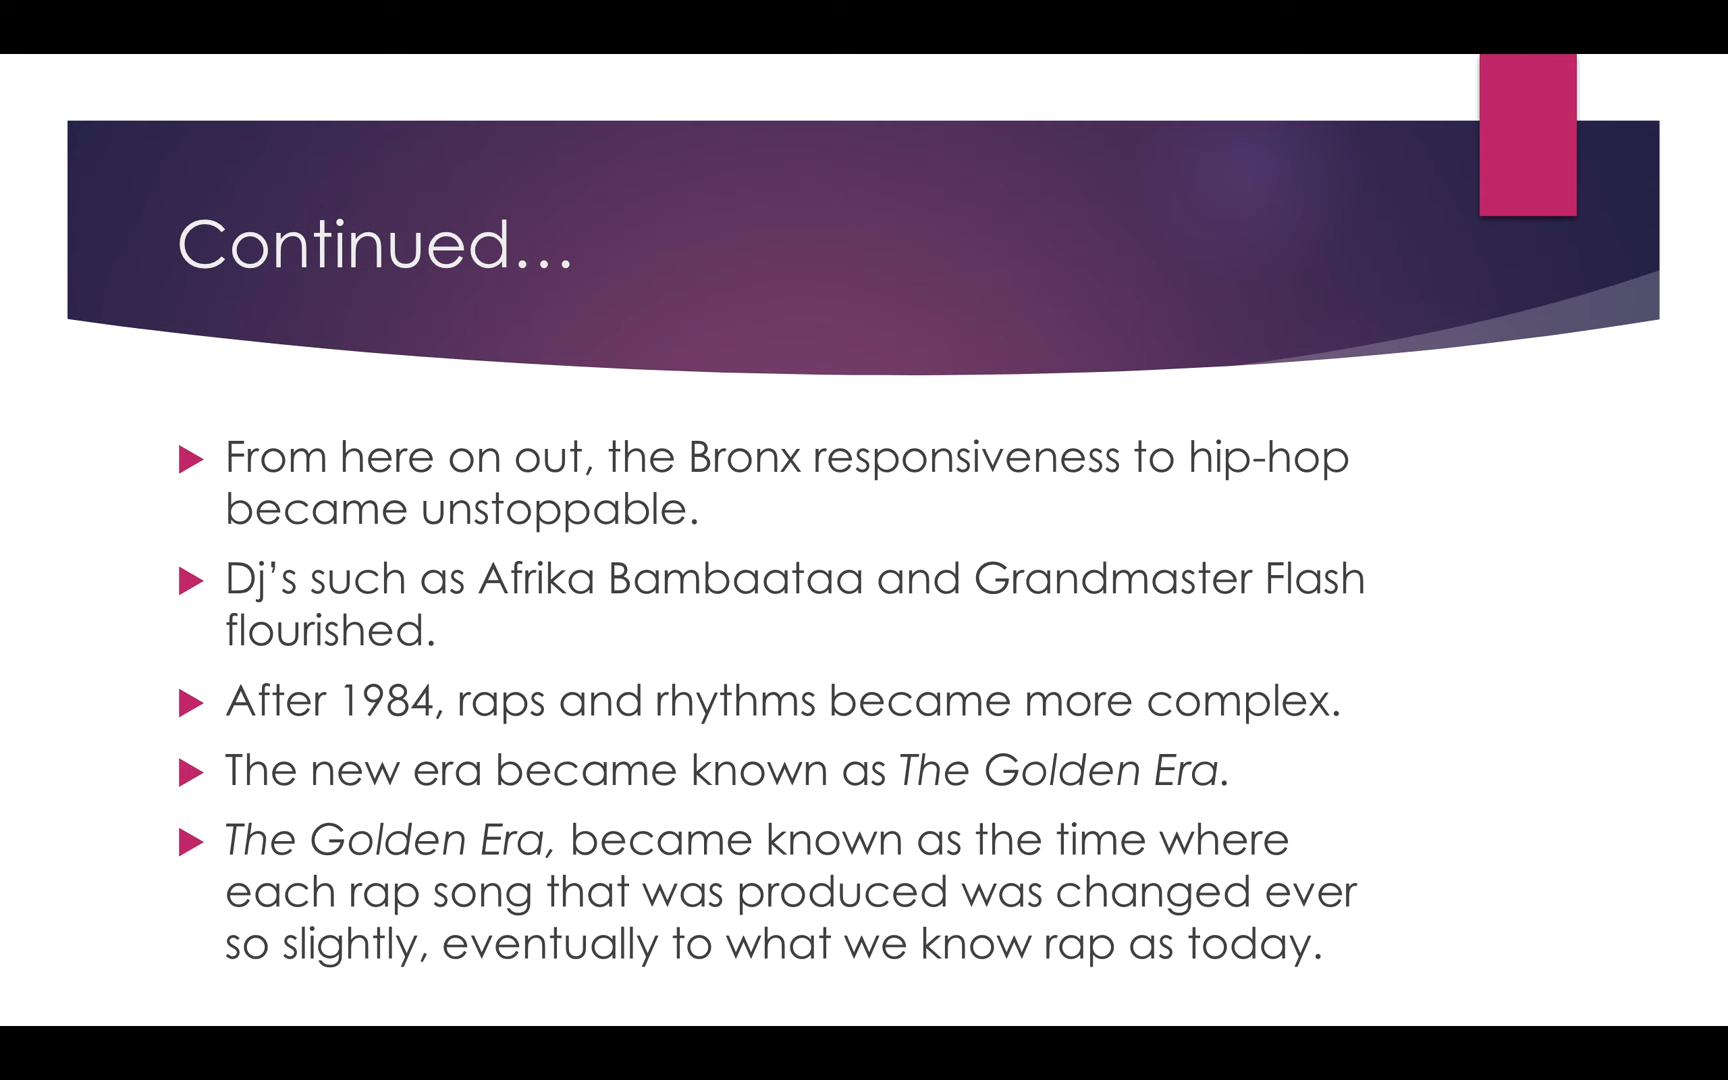 Continued…
From here on out, the Bronx responsiveness to hip-hop
became unstoppable.
Dj’s such as Afrika Bambaataa and Grandmaster Flash
flourished.
After 1984, raps and rhythms became more complex.
The new era became known as The Golden Era.
The Golden Era, became known as the time where
each rap song that was produced was changed ever
so slightly, eventually to what we know rap as today.